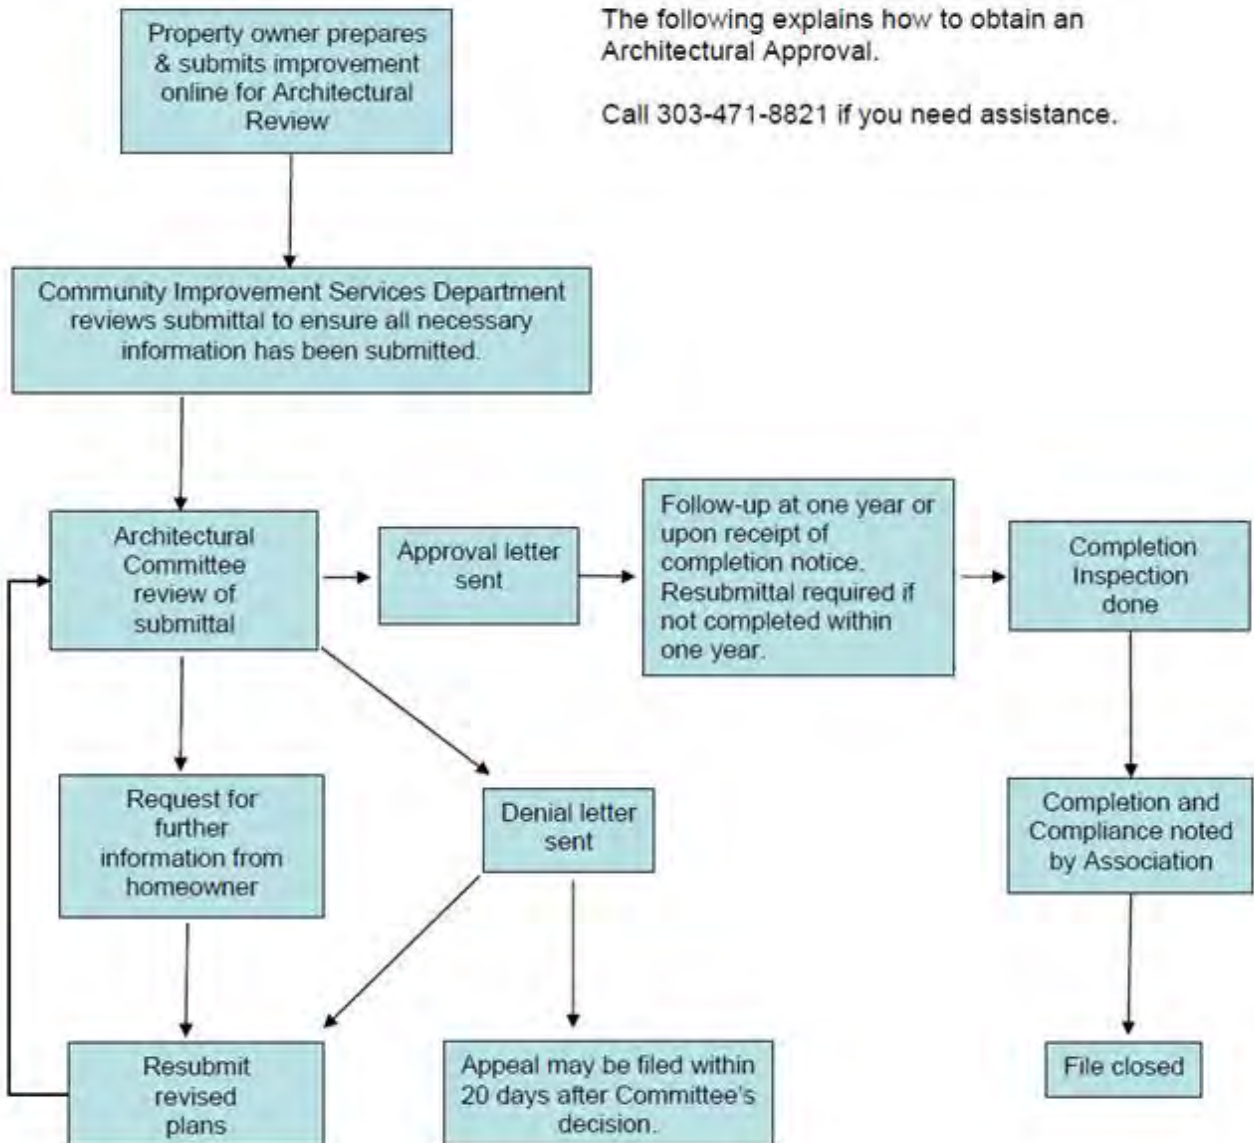 Property owner prepares
& submits improvement
online for Architectural
Review
The following explains how to obtain an
Architectural Approval.
Call 303-471-8821 if you need assistance.
Community Improvement Services Department
reviews submittal to ensure all necessary
information has been submitted.
Architectural
Committee
review of
submittal
Approval letter
sent
Follow-up at one year or
upon receipt of
completion notice.
Resubmittal required if
not completed within
one year.
Completion
Inspection
done
Request for
further
information from
homeowner
Denial letter
sent
Completion and
Compliance noted
by Association
Resubmit
revised
plans
Appeal may be filed within
20 days after Committee's
decision.
File closed